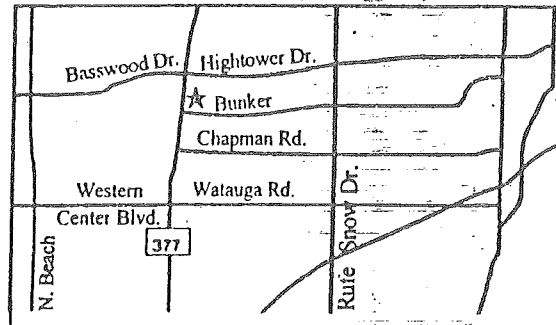 Basswood Dr. Hightower Dr.
Bunker
Chapman Rd.
Western Watauga Rd.
Center Blvd.
377
N. Beach
Rufe Snow Dr.